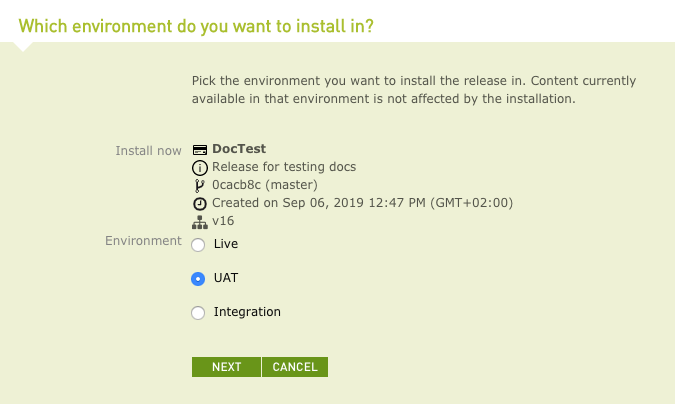 Which environment do you want to install in?
Pick the environment you want to install the release in. Content currently
available in that environment is not affected by the installation.
Install now
DocTest
Release for testing docs
0cacb8c (master)
Created on Sep 06, 2019 12:47 PM (GMT+02:00)
v16
Environment
Live
UAT
Integration
NEXT
CANCEL